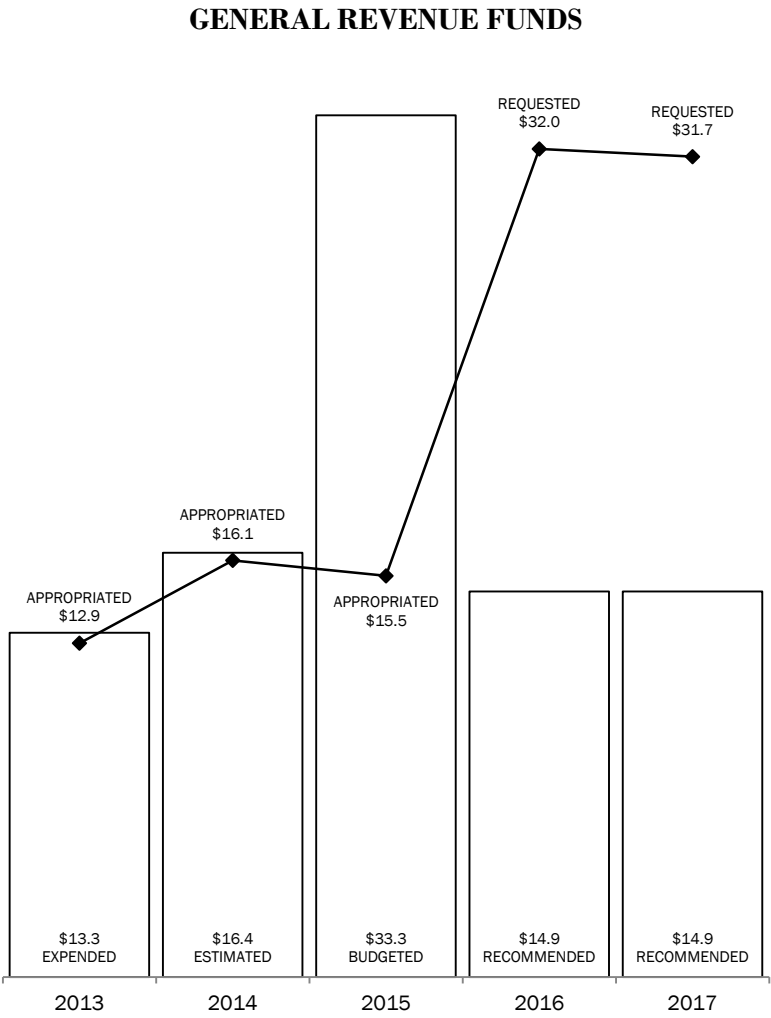 GENERAL REVENUE FUNDS
REQUESTED
$32.0
REQUESTED
$31.7
APPROPRIATED
$16.1
APPROPRIATED
$12.9
APPROPRIATED
$15.5
$13.3
EXPENDED
$16.4
ESTIMATED
$33.3
BUDGETED
$14.9
RECOMMENDED
$14.9
RECOMMENDED
2013
2014
2015
2016
2017